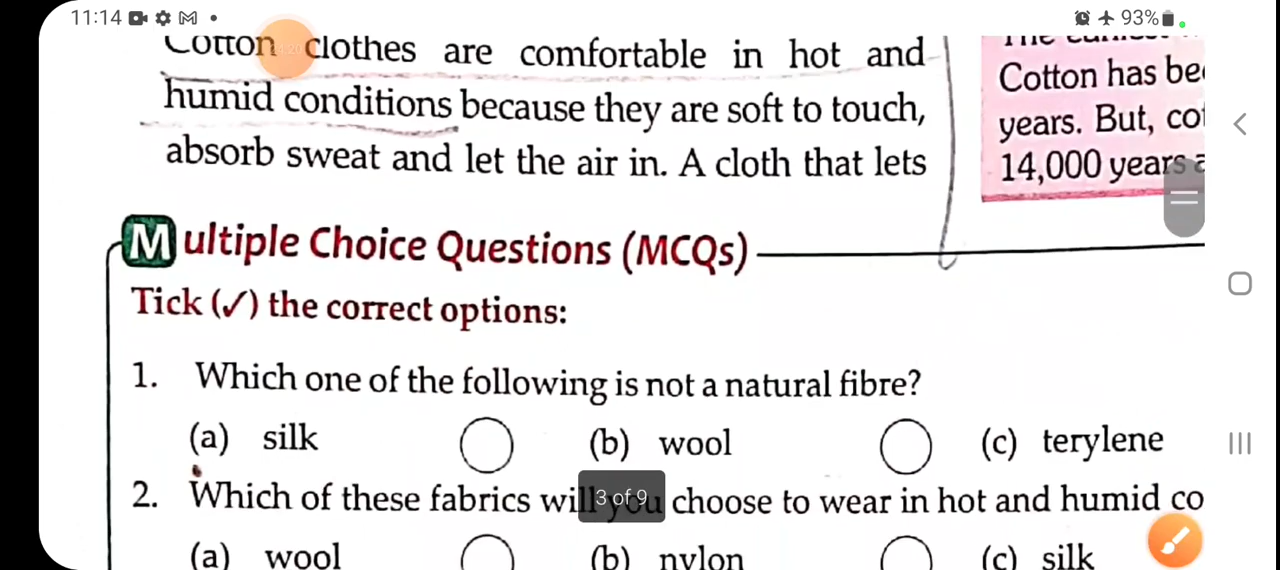 11:14 M
93%
Cotton clothes are comfortable in hot and
humid conditions because they are soft to touch,
absorb sweat and let the air in. A cloth that lets
Cotton has be
years. But, co
14,000 years
Multiple Choice Questions (MCQs)
Tick (✓) the correct options:
1. Which one of the following is not a natural fibre?
(a) silk (b) wool (c) terylene
2. Which of these fabrics will you choose to wear in hot and humid co
3 of 9
(a) wool (b) nylon (c) silk